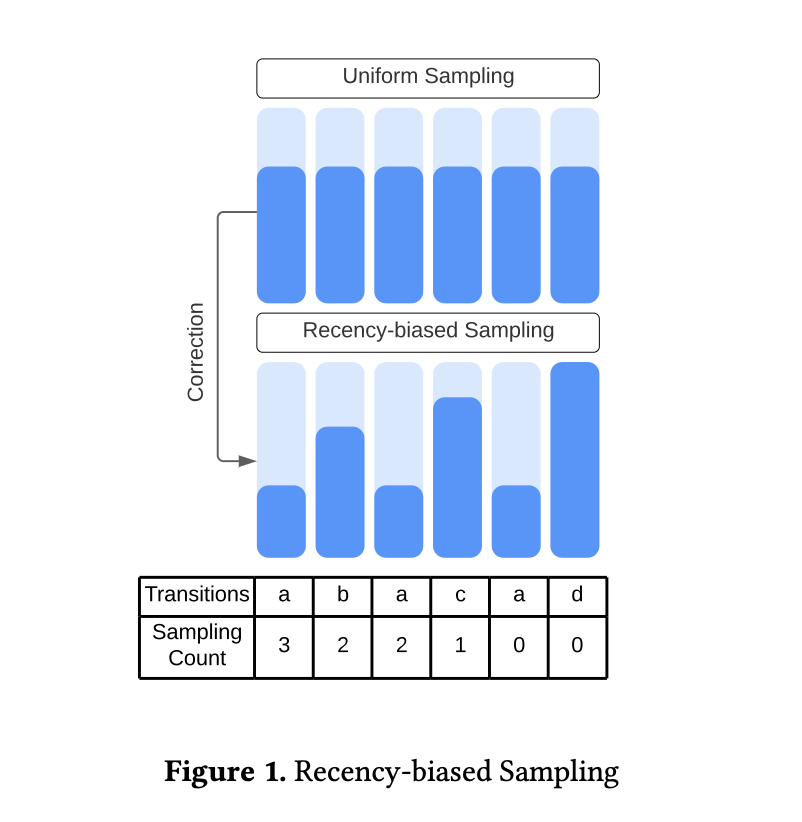 Uniform Sampling
Correction
Recency-biased Sampling
Transitions a b a c a d
Sampling
Count 3 2 2 1 0 0
Figure 1. Recency-biased Sampling